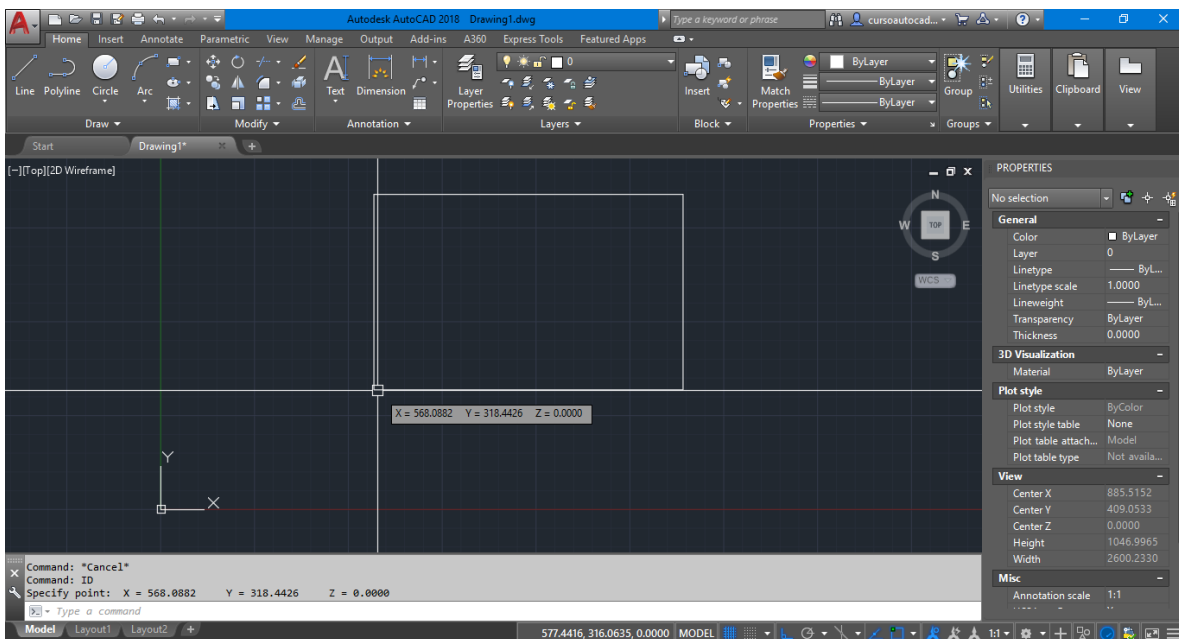 Autodesk AutoCAD 2018 Drawing1.dwg
Type a keyword or phrase
cursoautocad...
Home Insert Annotate Parametric View Manage Output Add-ins A360 Express Tools Featured Apps
Line Polyline Circle Arc
Text Dimension
Layer Properties
0
Insert
Match Properties
ByLayer
ByLayer
ByLayer
Group
Utilities
Clipboard
View
Draw Modify Annotation Layers Block Properties Groups
Start Drawing1* +
[−][Top][2D Wireframe]
N
W TOP E
S
WCS
X = 568.0882 Y = 318.4426 Z = 0.0000
Y
X
PROPERTIES
No selection
General
Color ByLayer
Layer 0
Linetype ByL...
Linetype scale 1.0000
Lineweight ByL...
Transparency ByLayer
Thickness 0.0000
3D Visualization
Material ByLayer
Plot style
Plot style ByColor
Plot style table None
Plot table attach... Model
Plot table type Not availa...
View
Center X 885.5152
Center Y 409.0533
Center Z 0.0000
Height 1046.9965
Width 2600.2330
Misc
Annotation scale 1:1
Command: *Cancel*
Command: ID
Specify point: X = 568.0882 Y = 318.4426 Z = 0.0000
Type a command
Model Layout1 Layout2 +
577.4416, 316.0635, 0.0000 MODEL 1:1